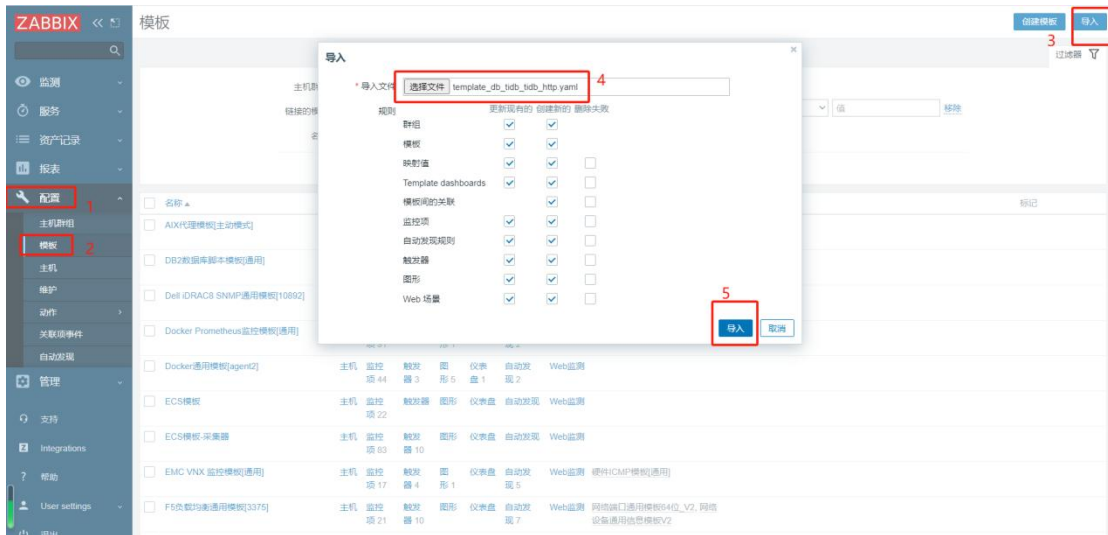 ZABBIX
模板
创建模板 导入
3
过滤器
监测
服务
资产记录
报表
配置
1
主机群组
模板
2
主机
维护
动作
关联项事件
自动发现
管理
支持
Integrations
帮助
User settings
导入
* 导入文件 选择文件 template_db_tidb_tidb_http.yaml
4
规则 更新现有的 创建新的 删除失败
群组
模板
映射值
Template dashboards
模板间的关联
监控项
自动发现规则
触发器
图形
Web 场景
5
导入 取消
链接的模
值 移除
名称 标记
AIX代理模板[主动模式]
DB2数据库脚本模板[通用]
Dell iDRAC8 SNMP通用模板[10892]
Docker Prometheus监控模板[通用]
Docker通用模板[agent2] 主机 监控项 44 触发器 3 图形 5 仪表盘 1 自动发现 2 Web监测
ECS模板 主机 监控项 22 触发器 图形 仪表盘 自动发现 Web监测
ECS模板-采集器 主机 监控项 83 触发器 10 图形 仪表盘 自动发现 Web监测
EMC VNX 监控模板[通用] 主机 监控项 17 触发器 4 图形 1 仪表盘 自动发现 5 Web监测 硬件ICMP模板[通用]
F5负载均衡通用模板[3375] 主机 监控项 21 触发器 10 图形 仪表盘 自动发现 7 Web监测 网络端口通用模板64位_V2, 网络设备通用信息模板V2